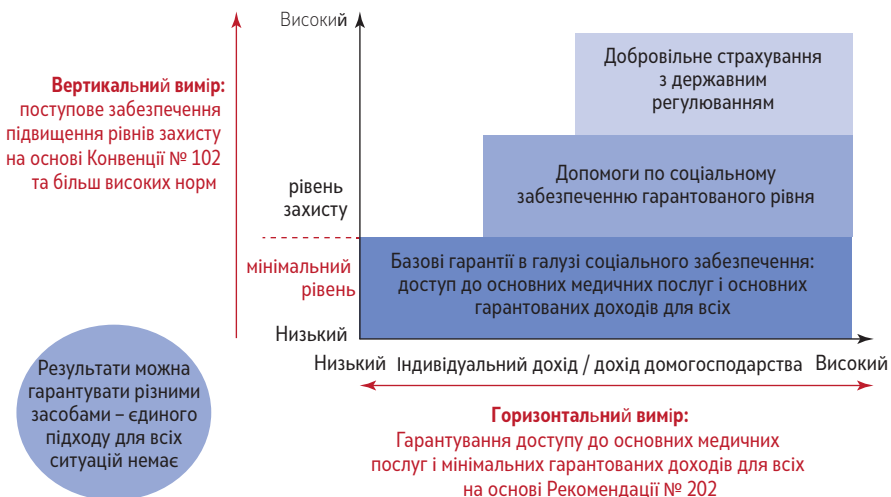 Високий
Вертикальний вимір:
поступове забезпечення
підвищення рівнів захисту
на основі Конвенції № 102
та більш високих норм
Добровільне страхування
з державним
регулюванням
Допомоги по соціальному
забезпеченню гарантованого рівня
рівень
захисту
мінімальний
рівень
Базові гарантії в галузі соціального забезпечення:
доступ до основних медичних послуг і основних
гарантованих доходів для всіх
Низький
Низький Індивідуальний дохід / дохід домогосподарства Високий
Результати можна
гарантувати різними
засобами – єдиного
підходу для всіх
ситуацій немає
Горизонтальний вимір:
Гарантування доступу до основних медичних
послуг і мінімальних гарантованих доходів для всіх
на основі Рекомендації № 202